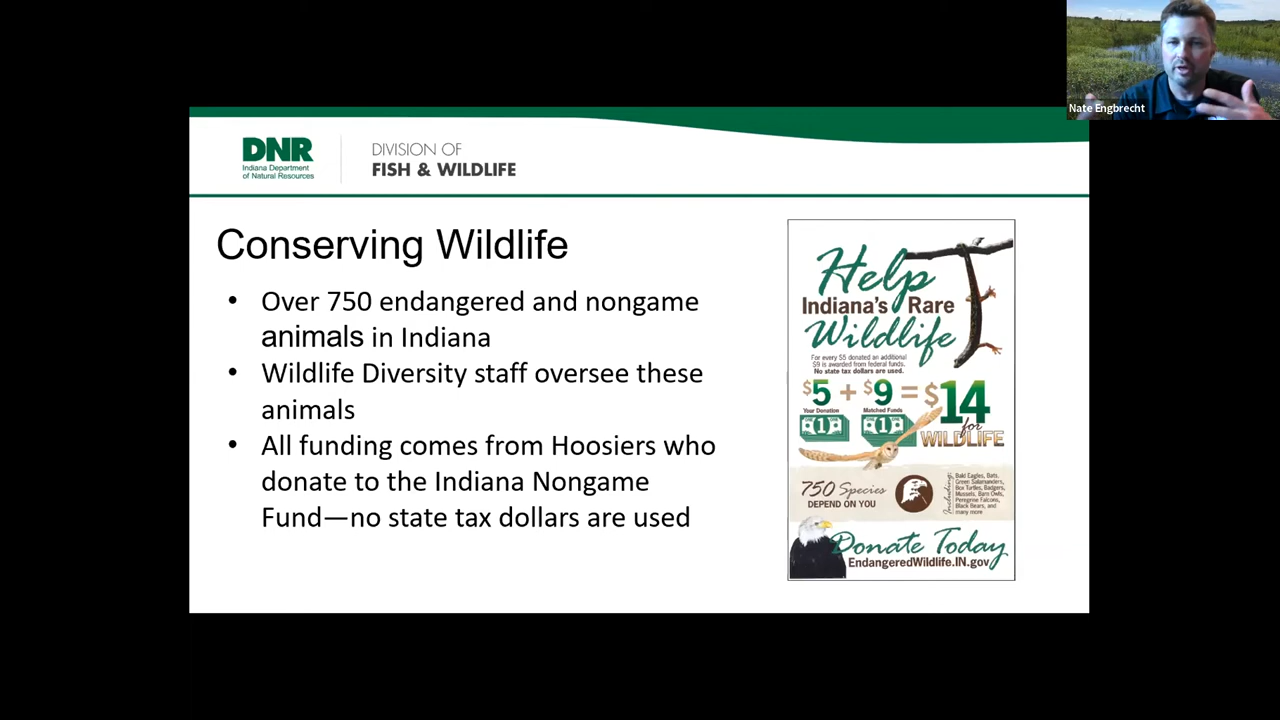 Nate Engbrecht
DNR
Indiana Department
of Natural Resources
DIVISION OF
FISH & WILDLIFE
Conserving Wildlife
• Over 750 endangered and nongame
animals in Indiana
• Wildlife Diversity staff oversee these
animals
• All funding comes from Hoosiers who
donate to the Indiana Nongame
Fund—no state tax dollars are used
Help
Indiana's Rare
Wildlife
For every $5 donated an additional
$9 is awarded from federal funds.
No state tax dollars are used.
$5 + $9 = $14
Your Donation
Matched Funds
for
WILDLIFE
1
1
750 Species
DEPEND ON YOU
Including:
Bald Eagles, Bats,
Green Salamanders,
Box Turtles, Badgers,
Mussels, Barn Owls,
Peregrine Falcons,
Black Bears, and
many more
Donate Today
EndangeredWildlife.IN.gov